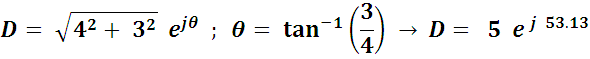 D = √(4² + 3²) e^{jθ} ; θ = tan⁻¹(3/4) → D = 5 e^{j 53.13}